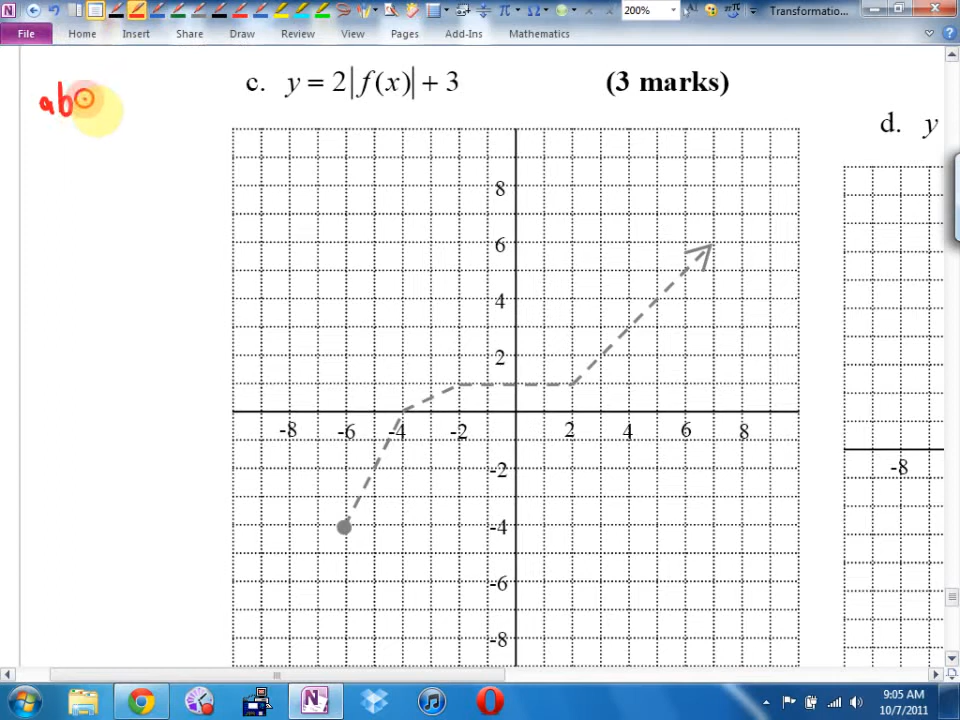 200% Transformatio...
File Home Insert Share Draw Review View Pages Add-Ins Mathematics
ab
c. y = 2|f(x)| + 3 (3 marks)
d. y
8
6
4
2
-8 -6 -4 -2 2 4 6 8
-2
-8
-4
-6
-8
9:05 AM
10/7/2011